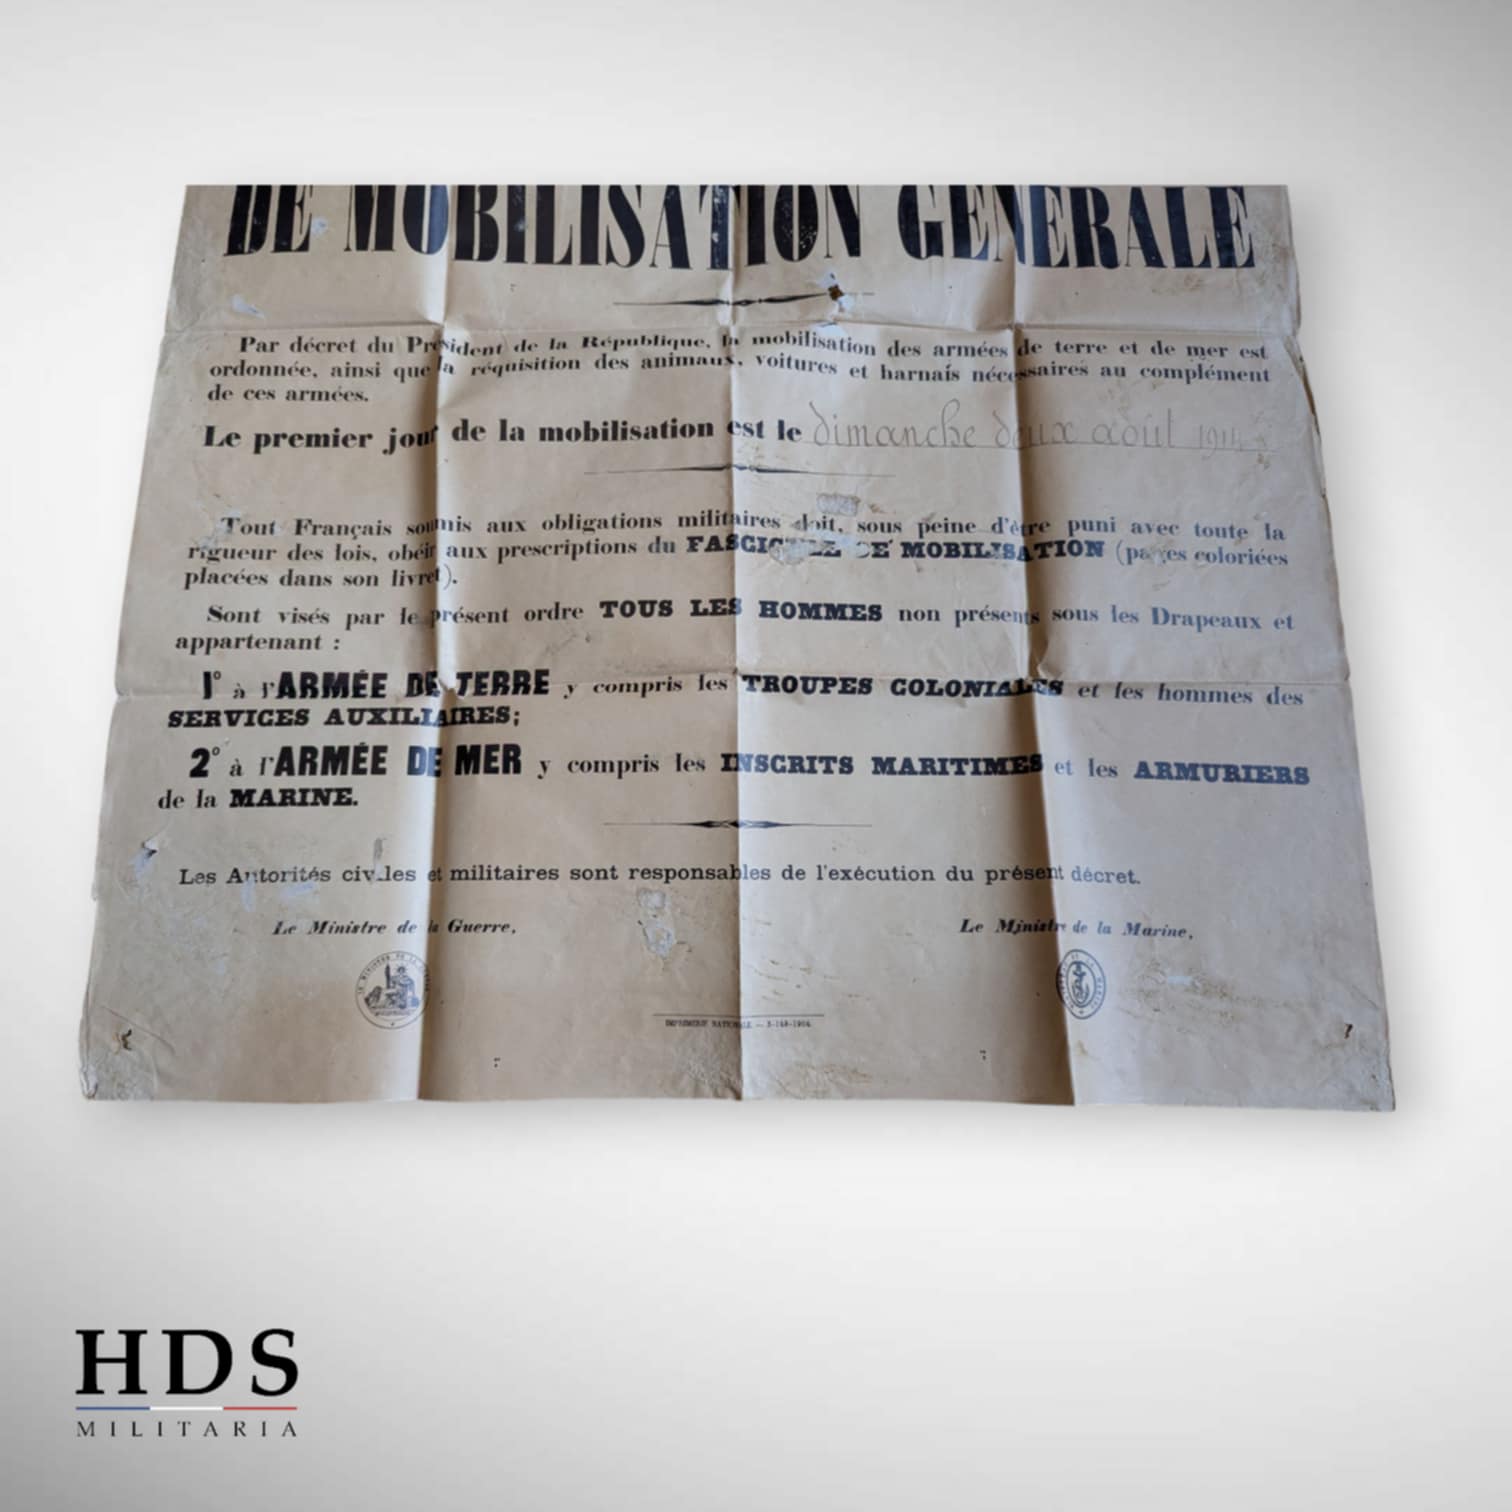 DE MOBILISATION GENERALE
Par décret du Président de la République, la mobilisation des armées de terre et de mer est
ordonnée, ainsi que la réquisition des animaux, voitures et harnais nécessaires au complément
de ces armées.
Le premier jour de la mobilisation est le dimanche deux août 1914
Tout Français soumis aux obligations militaires doit, sous peine d'être puni avec toute la
rigueur des lois, obéir aux prescriptions du FASCICULE DE MOBILISATION (pages coloriées
placées dans son livret).
Sont visés par le présent ordre TOUS LES HOMMES non présents sous les Drapeaux et
appartenant :
1° à l'ARMÉE DE TERRE y compris les TROUPES COLONIALES et les hommes des
SERVICES AUXILIAIRES;
2° à l'ARMÉE DE MER y compris les INSCRITS MARITIMES et les ARMURIERS
de la MARINE.
Les Autorités civiles et militaires sont responsables de l'exécution du présent décret.
Le Ministre de la Guerre,
Le Ministre de la Marine,
IMPRIMERIE NATIONALE — 3-148-1904
HDS
MILITARIA